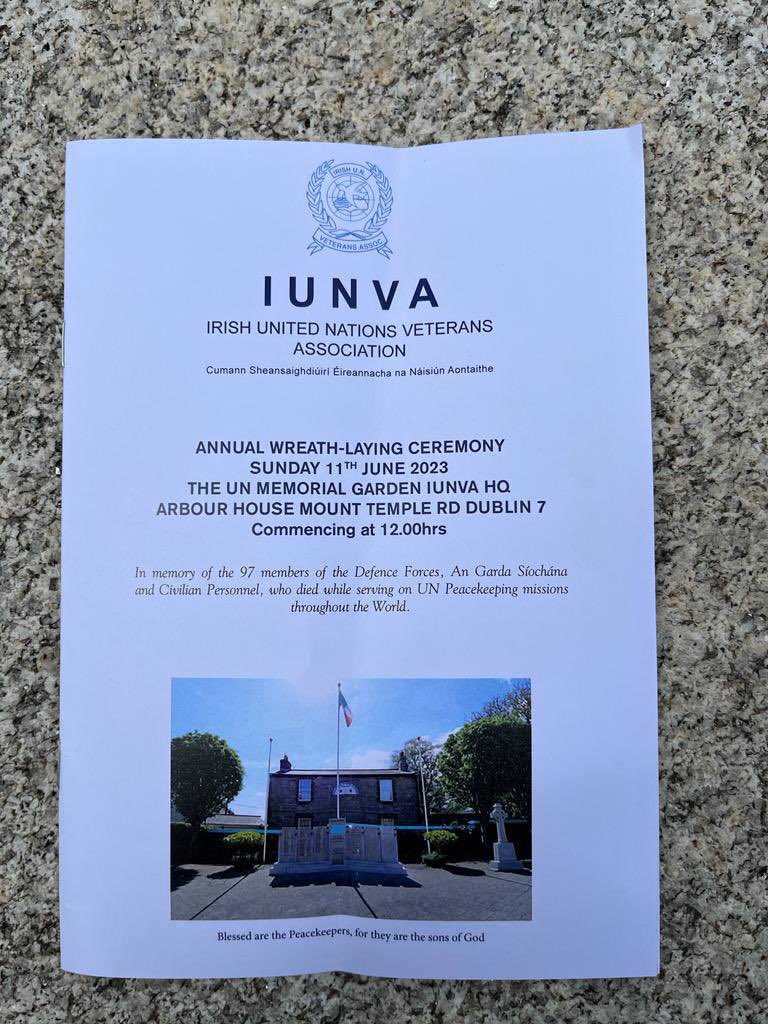 IRISH U.N.
VETERANS ASSOC
IUNVA
IRISH UNITED NATIONS VETERANS
ASSOCIATION
Cumann Sheansaighdiúirí Éireannacha na Náisiún Aontaithe
ANNUAL WREATH-LAYING CEREMONY
SUNDAY 11TH JUNE 2023
THE UN MEMORIAL GARDEN IUNVA HQ
ARBOUR HOUSE MOUNT TEMPLE RD DUBLIN 7
Commencing at 12.00hrs
In memory of the 97 members of the Defence Forces, An Garda Síochána
and Civilian Personnel, who died while serving on UN Peacekeeping missions
throughout the World.
Blessed are the Peacekeepers, for they are the sons of God